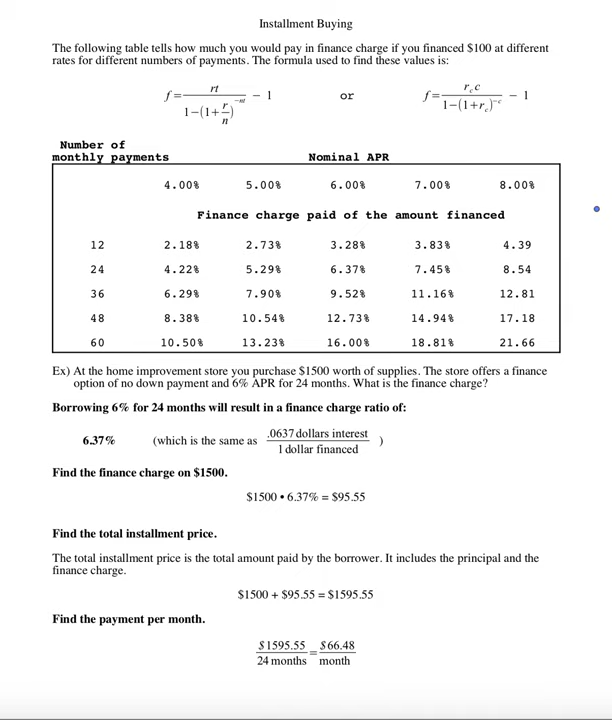 Installment Buying
The following table tells how much you would pay in finance charge if you financed $100 at different
rates for different numbers of payments. The formula used to find these values is:
f = rt / (1−(1+r/n)^−nt) − 1 or f = r_c c / (1−(1+r_c)^−c) − 1
Number of
monthly payments Nominal APR
4.00% 5.00% 6.00% 7.00% 8.00%
Finance charge paid of the amount financed
12 2.18% 2.73% 3.28% 3.83% 4.39
24 4.22% 5.29% 6.37% 7.45% 8.54
36 6.29% 7.90% 9.52% 11.16% 12.81
48 8.38% 10.54% 12.73% 14.94% 17.18
60 10.50% 13.23% 16.00% 18.81% 21.66
Ex) At the home improvement store you purchase $1500 worth of supplies. The store offers a finance
option of no down payment and 6% APR for 24 months. What is the finance charge?
Borrowing 6% for 24 months will result in a finance charge ratio of:
6.37% (which is the same as .0637 dollars interest / 1 dollar financed )
Find the finance charge on $1500.
$1500 • 6.37% = $95.55
Find the total installment price.
The total installment price is the total amount paid by the borrower. It includes the principal and the
finance charge.
$1500 + $95.55 = $1595.55
Find the payment per month.
$1595.55 / 24 months = $66.48 / month